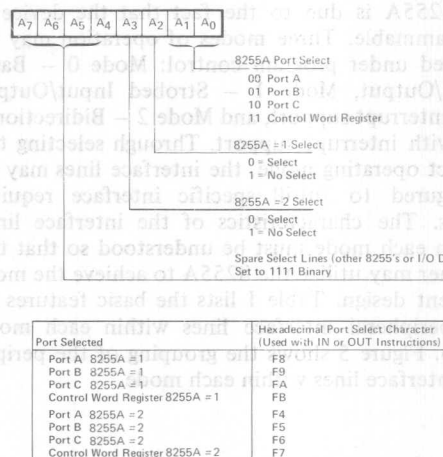 A7 A6 A5 A4 A3 A2 A1 A0
8255A Port Select
00 Port A
01 Port B
10 Port C
11 Control Word Register
8255A =1 Select
0 = Select
1 = No Select
8255A =2 Select
0 = Select
1 = No Select
Spare Select Lines (other 8255's or I/O D
Set to 1111 Binary
Port Selected
Hexadecimal Port Select Character
(Used with IN or OUT Instructions)
Port A 8255A =1 F8
Port B 8255A =1 F9
Port C 8255A =1 FA
Control Word Register 8255A =1 FB
Port A 8255A =2 F4
Port B 8255A =2 F5
Port C 8255A =2 F6
Control Word Register 8255A =2 F7